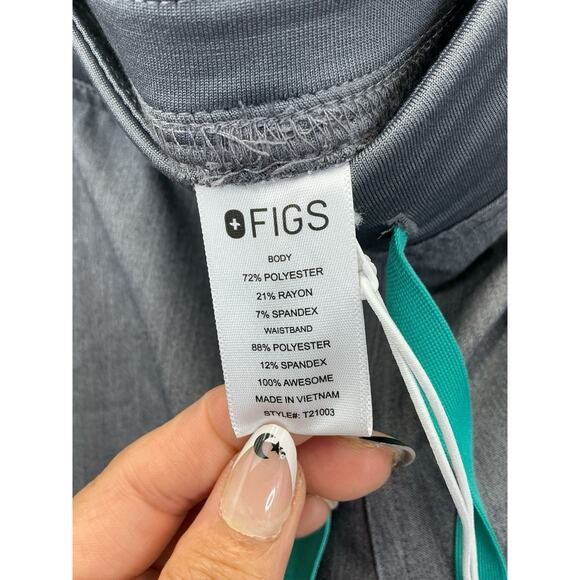 FIGS
BODY
72% POLYESTER
21% RAYON
7% SPANDEX
WAISTBAND
88% POLYESTER
12% SPANDEX
100% AWESOME
MADE IN VIETNAM
STYLE#: T21003